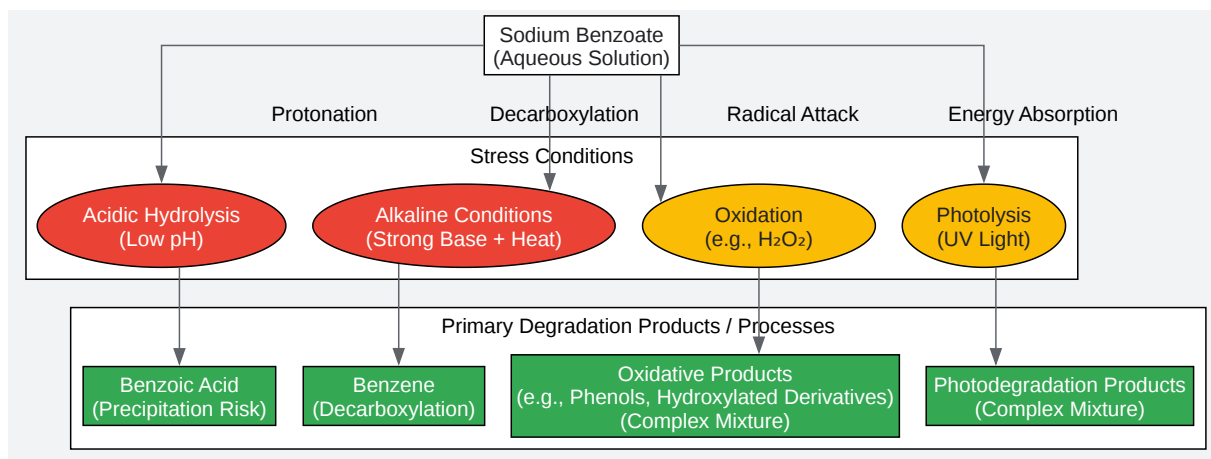 Sodium Benzoate
(Aqueous Solution)
Protonation
Decarboxylation
Radical Attack
Energy Absorption
Stress Conditions
Acidic Hydrolysis
(Low pH)
Alkaline Conditions
(Strong Base + Heat)
Oxidation
(e.g., H₂O₂)
Photolysis
(UV Light)
Primary Degradation Products / Processes
Benzoic Acid
(Precipitation Risk)
Benzene
(Decarboxylation)
Oxidative Products
(e.g., Phenols, Hydroxylated Derivatives)
(Complex Mixture)
Photodegradation Products
(Complex Mixture)